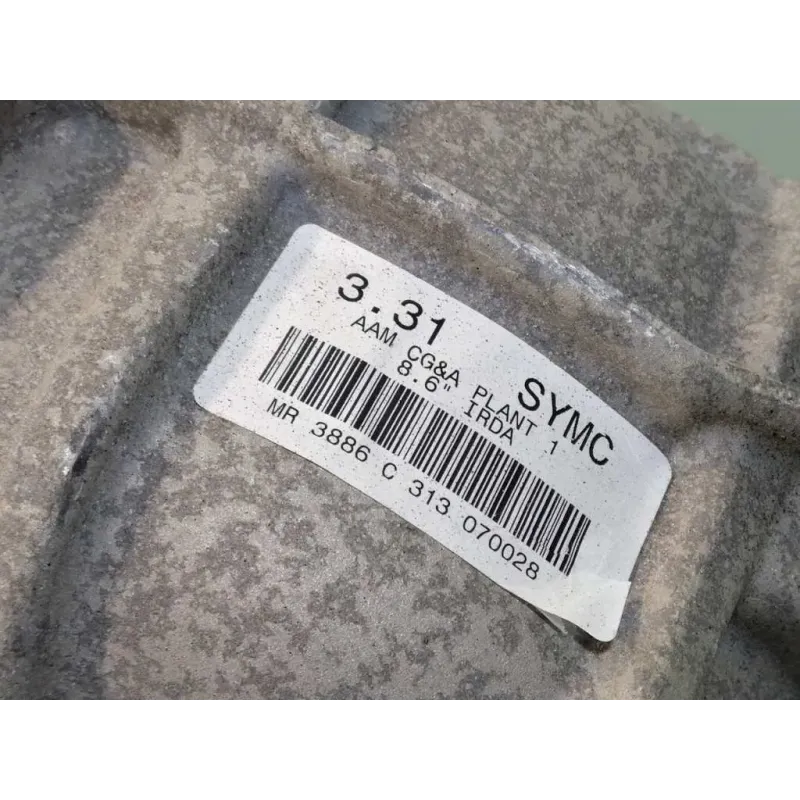 3.31 SYMC
AAM CG&A PLANT 1
8.6" IRDA
MR 3886 C 313 070028